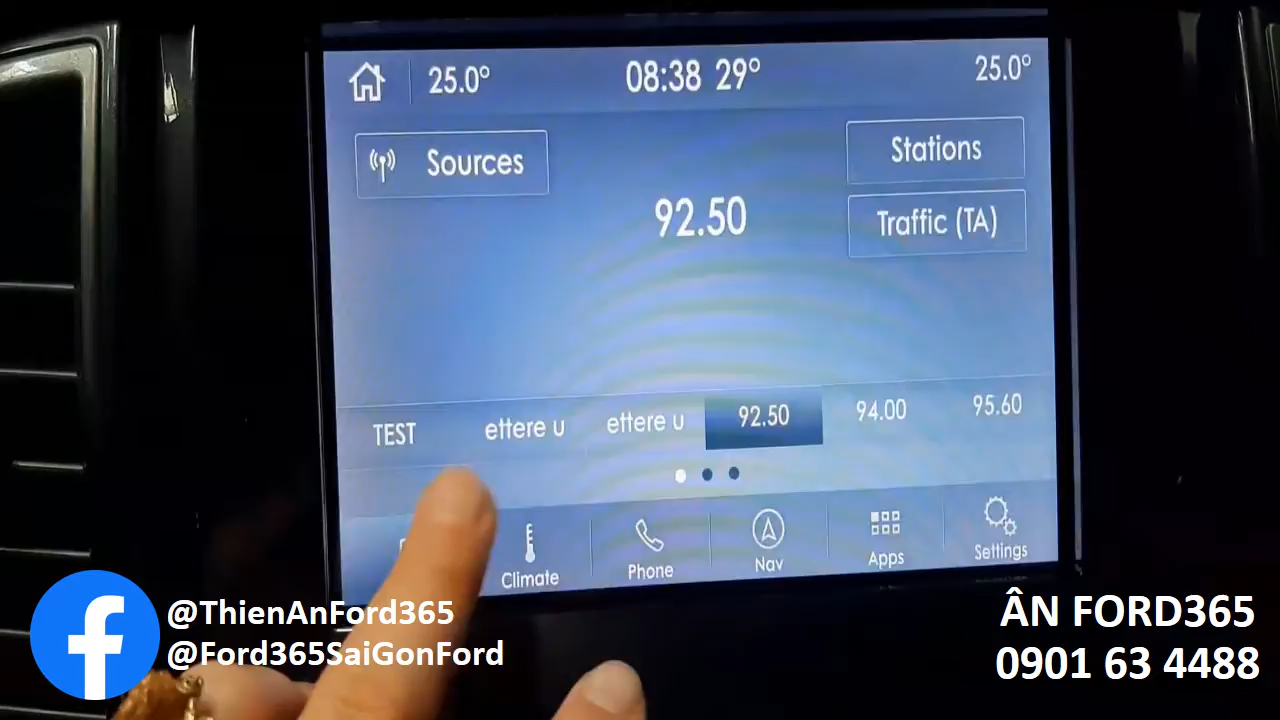 25.0° 08:38 29° 25.0°
Sources
Stations
92.50
Traffic (TA)
TEST ettere u ettere u 92.50 94.00 95.60
Climate Phone Nav Apps Settings
@ThienAnFord365
@Ford365SaiGonFord
ÂN FORD365
0901 63 4488